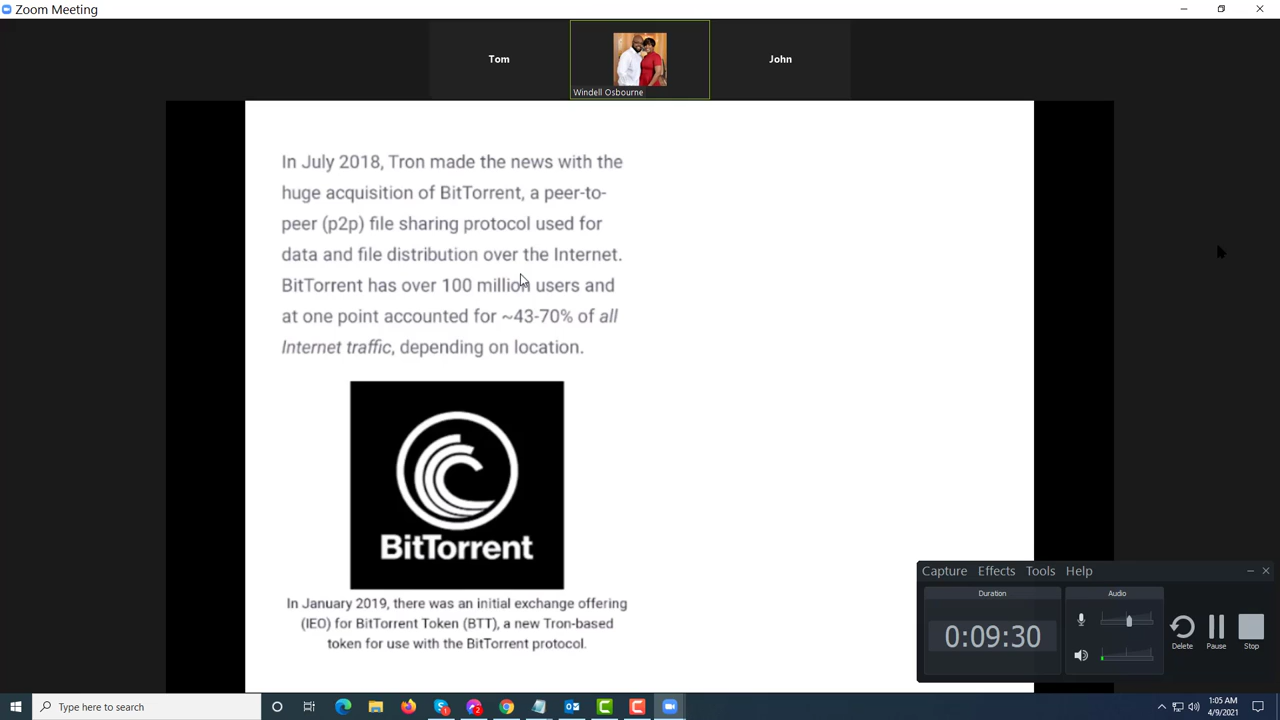 Zoom Meeting
Tom
Windell Osbourne
John
In July 2018, Tron made the news with the
huge acquisition of BitTorrent, a peer-to-
peer (p2p) file sharing protocol used for
data and file distribution over the Internet.
BitTorrent has over 100 million users and
at one point accounted for ~43-70% of all
Internet traffic, depending on location.
BitTorrent
In January 2019, there was an initial exchange offering
(IEO) for BitTorrent Token (BTT), a new Tron-based
token for use with the BitTorrent protocol.
Capture Effects Tools Help
Duration
Audio
0:09:30
Delete Pause Stop
Type here to search
1:05 AM
4/9/2021